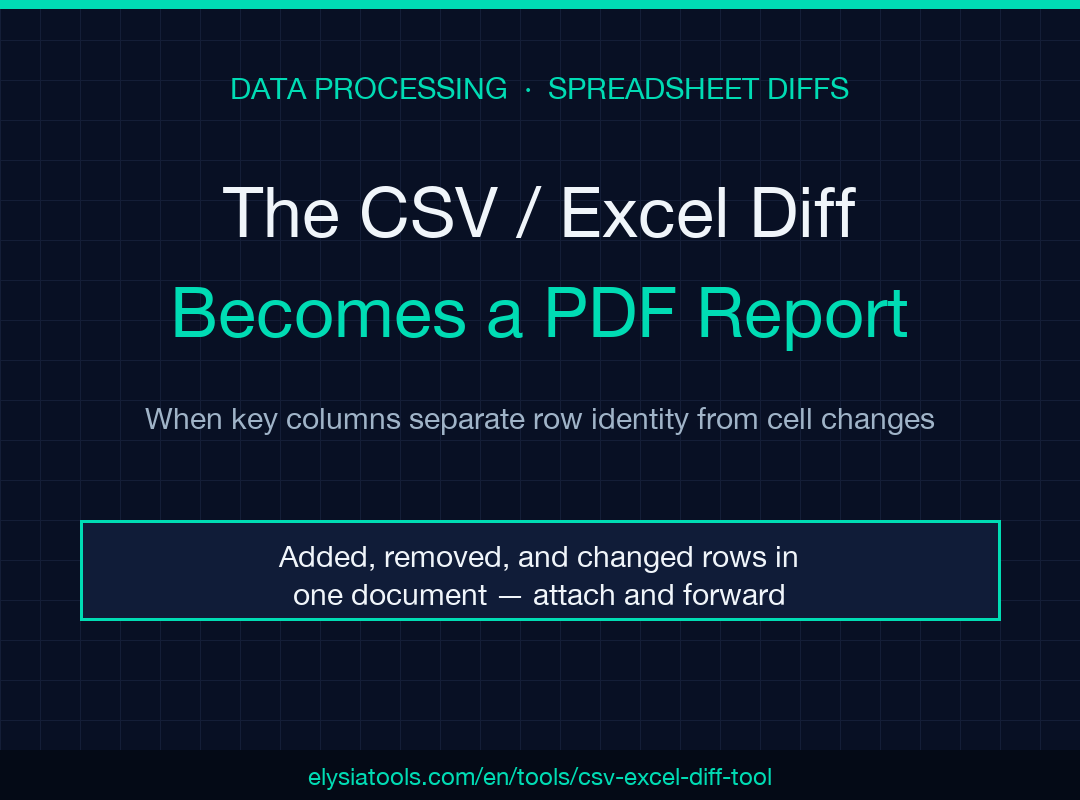 DATA PROCESSING · SPREADSHEET DIFFS
The CSV / Excel Diff
Becomes a PDF Report
When key columns separate row identity from cell changes
Added, removed, and changed rows in
one document — attach and forward
elysiatools.com/en/tools/csv-excel-diff-tool